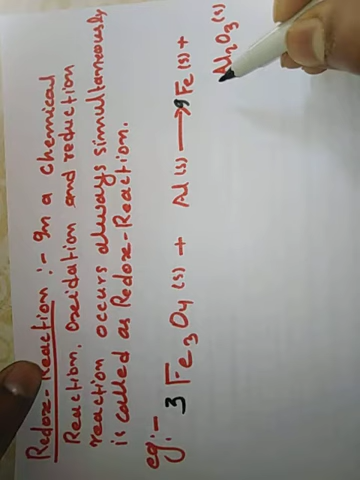 Redox-Reaction :- In a chemical
Reaction, Oxidation and reduction
reaction occurs always simultaneously
is called as Redox-Reaction.
eg:- 3 Fe3O4 (s) + Al (s) ⟶ 9Fe (s) +
Al2O3 (s)